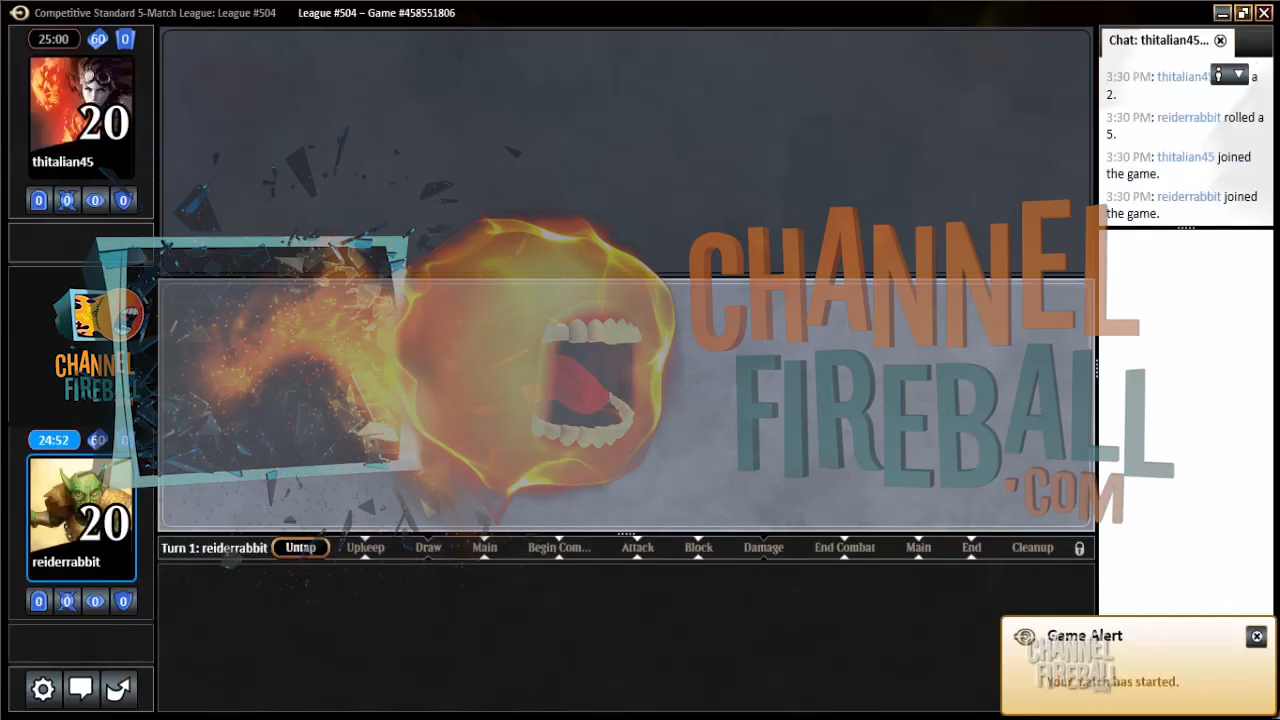 Competitive Standard 5-Match League: League #504
League #504 – Game #458551806
25:00 60 0
20
thitalian45
0 0 0 0
CHANNEL
FIREBALL
24:52 60 0
20
reiderrabbit
0 0 0 0
CHANNEL
FIREBALL
.COM
Turn 1: reiderrabbit Untap Upkeep Draw Main Begin Com... Attack Block Damage End Combat Main End Cleanup
Chat: thitalian45...
3:30 PM: thitalian4 a
2.
3:30 PM: reiderrabbit rolled a
5.
3:30 PM: thitalian45 joined
the game.
3:30 PM: reiderrabbit joined
the game.
Game Alert
CHANNEL
FIREBALL
Your match has started.